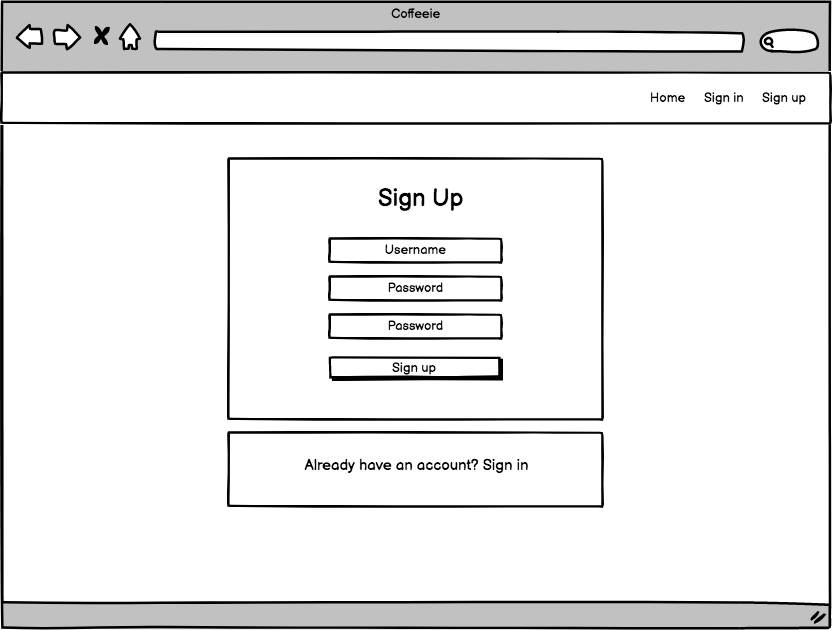 Coffeeie
Home Sign in Sign up
Sign Up
Username
Password
Password
Sign up
Already have an account? Sign in